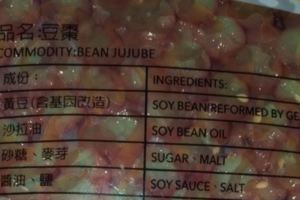 品名:豆棗
COMMODITY:BEAN JUJUBE
成份: INGREDIENTS:
黃豆(含基因改造) SOY BEAN(REFORMED BY GE
沙拉油 SOY BEAN OIL
砂糖、麥芽 SUGAR、MALT
醬油、鹽 SOY SAUCE、SALT